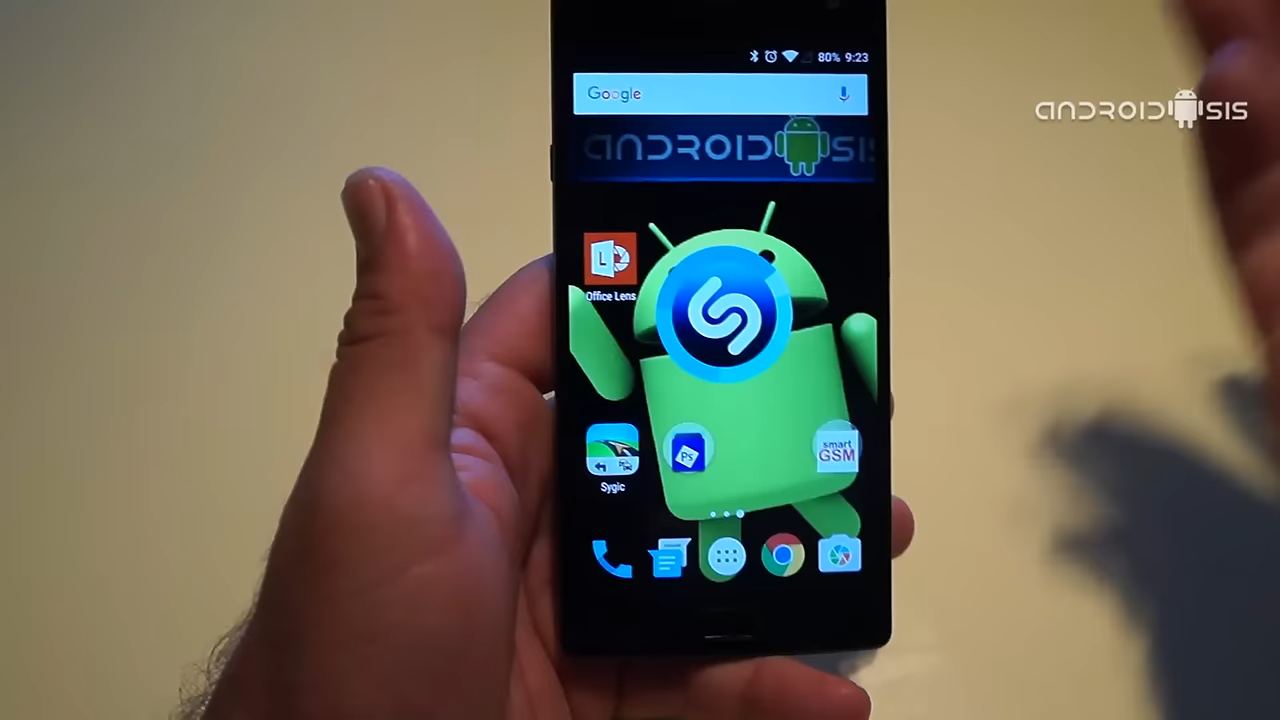 80% 9:23
Google
ANDROIDSIS
ANDROIDSIS
L
Office Lens
Ps
smart
GSM
Sygic